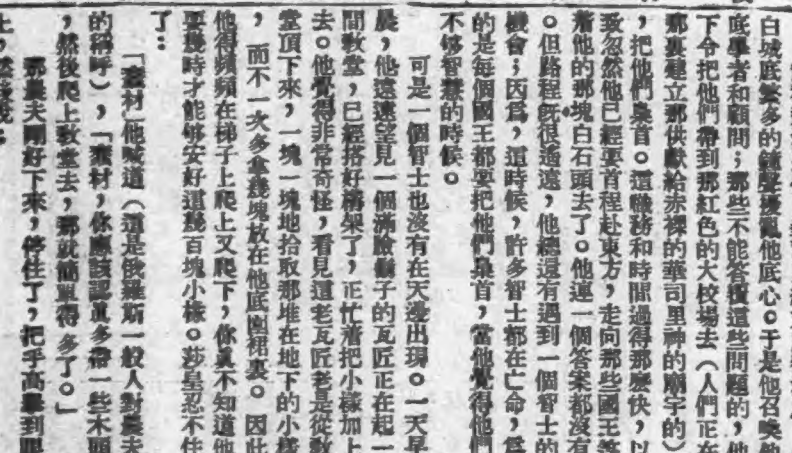 白城底繁多的鐘聲擾亂他底心。于是他召喚他
底學者和顧問；那些不能答覆這些問題的，他
下令把他們帶到那紅色的大校場去（人們正在
那裏建立那供獻給赤裸的華司里神的廟宇的）
，把他們梟首。這職務和時間過得那麼快，以
致忽然他已經要首程赴東方，走向那些國王等
着他的那塊白石頭去了。他連一個答案都沒有
。但路程旣很遙遠，他總還有遇到一個智士的
機會；因爲，這時候，許多智士都在亡命，爲
的是每個國王都要把他們梟首，當他覺得他們
不够智慧的時候。
可是一個智士也沒有在天邊出現。一天早
晨，他遠遠望見一個滿臉鬍子的瓦匠正在起一
間敎堂，已經搭好構架了，正忙着把小椽加上
去。他覺得非常奇怪，看見這老瓦匠老是從敎
堂頂下來，一塊一塊地拾取那堆在地下的小椽
，而不一次多拿幾塊放在他底圍裙裏。因此
他得頻頻在梯子上爬上又爬下，你眞不知道他
要幾時才能够安好這幾百塊小椽。莎皇忍不住
了：
「蠢材」他喊道（這是俄羅斯一般人對農夫
的稱呼），「蠢材，你應該認眞多帶一些木頭
，然後爬上敎堂去，那就簡單得多了。」
那農夫剛好下來，停住了，把手高擧到眼
上，然後說：